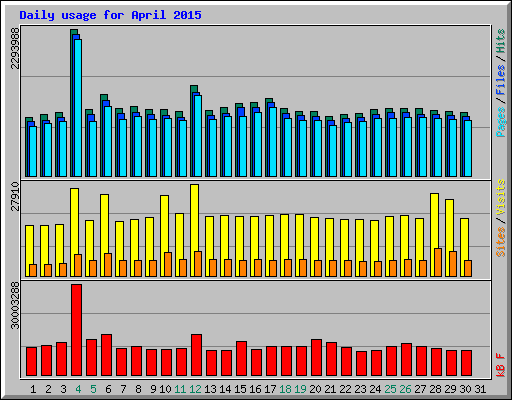 Daily usage for April 2015
2293988
Pages / Files / Hits
27910
Sites / Visits
30003288
kB F
1 2 3 4 5 6 7 8 9 10 11 12 13 14 15 16 17 18 19 20 21 22 23 24 25 26 27 28 29 30 31